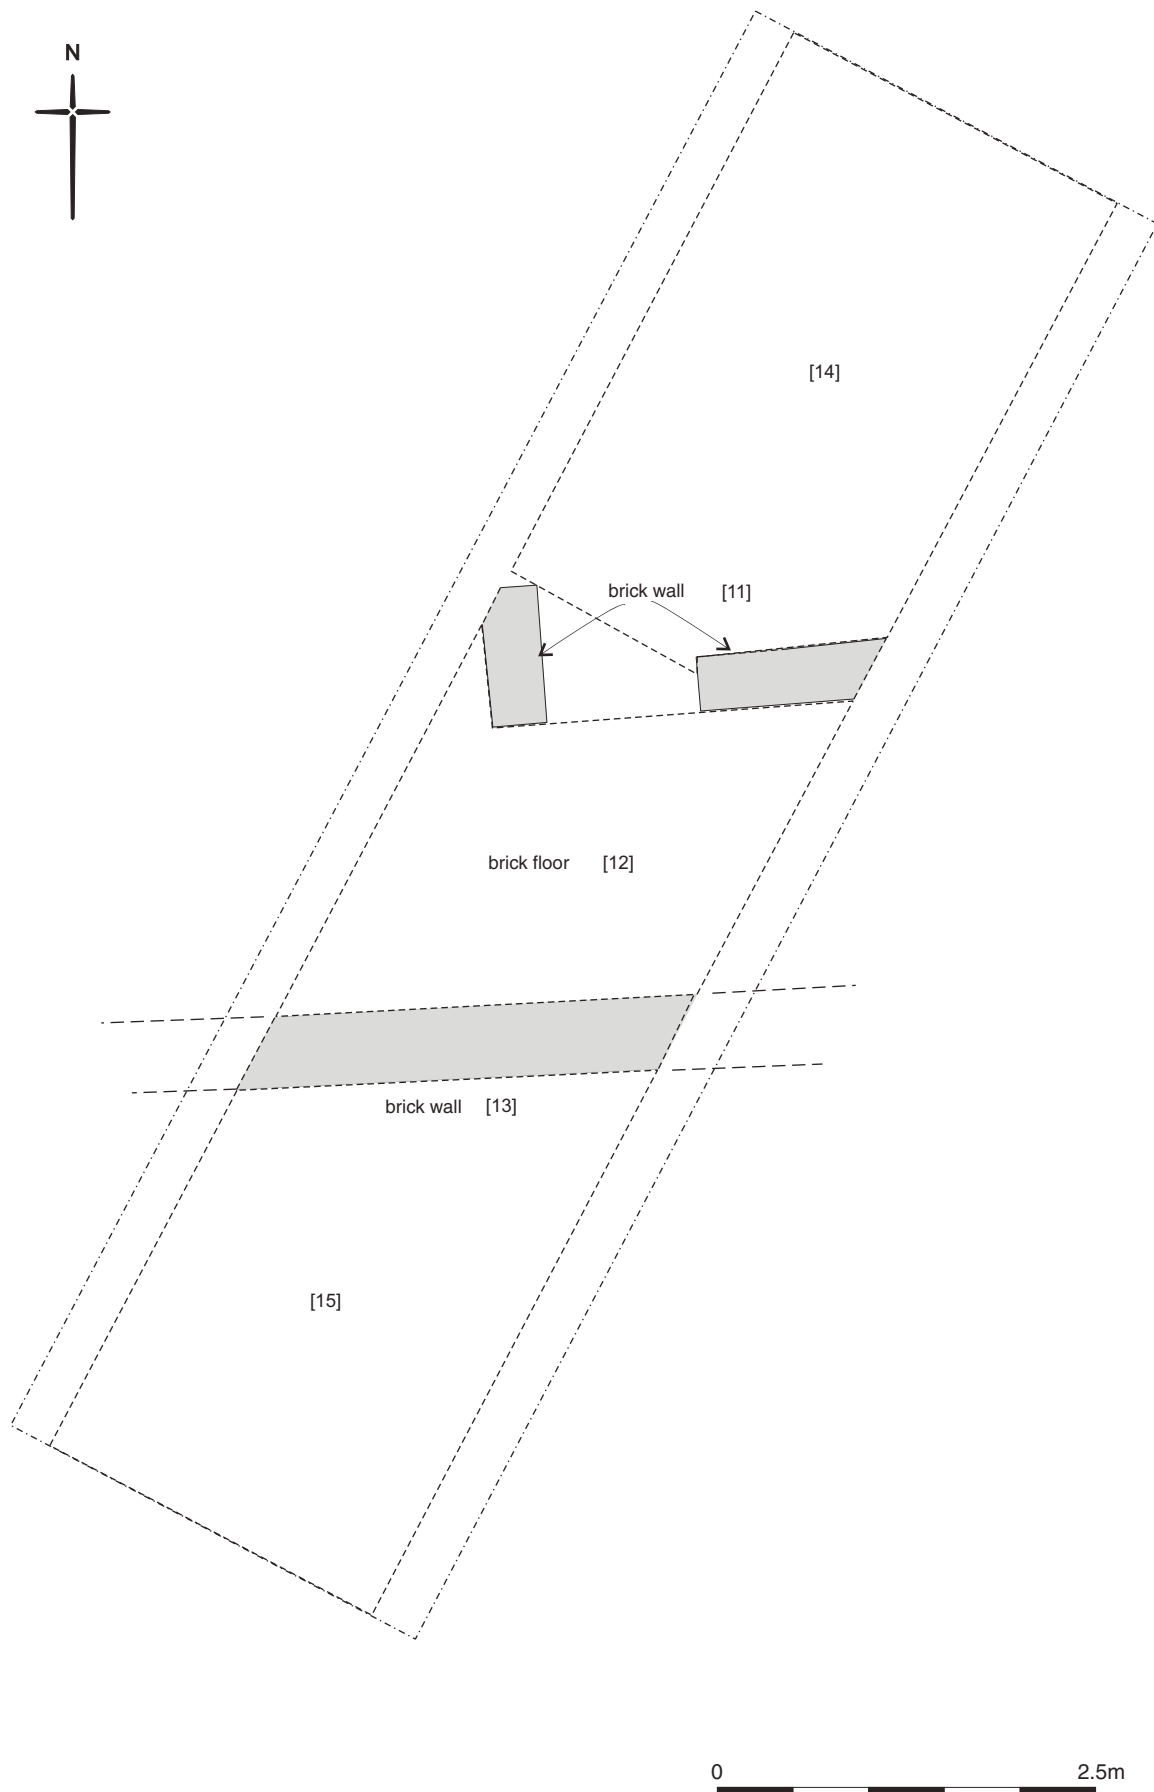 N
[14]
brick wall [11]
brick floor [12]
brick wall [13]
[15]
0 2.5m